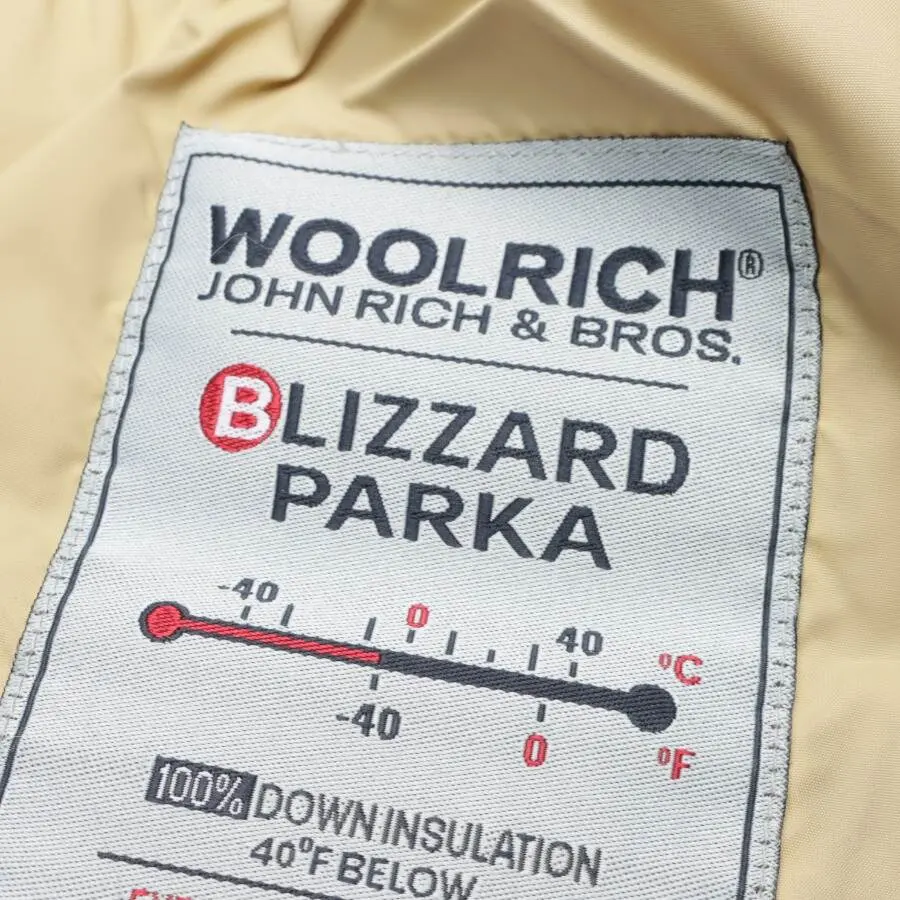 WOOLRICH®
JOHN RICH & BROS.
BLIZZARD
PARKA
-40 0 40 °C
-40 0 °F
100% DOWN INSULATION
40°F BELOW